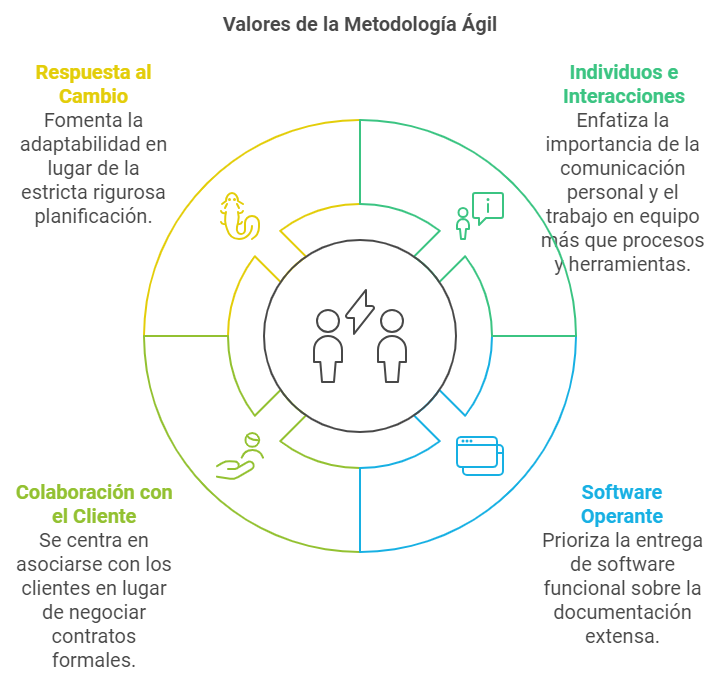 Valores de la Metodología Ágil
Respuesta al
Cambio
Fomenta la
adaptabilidad en
lugar de la
estricta rigurosa
planificación.
Individuos e
Interacciones
Enfatiza la
importancia de la
comunicación
personal y el
trabajo en equipo
más que procesos
y herramientas.
Colaboración con
el Cliente
Se centra en
asociarse con los
clientes en lugar
de negociar
contratos
formales.
Software
Operante
Prioriza la entrega
de software
funcional sobre la
documentación
extensa.